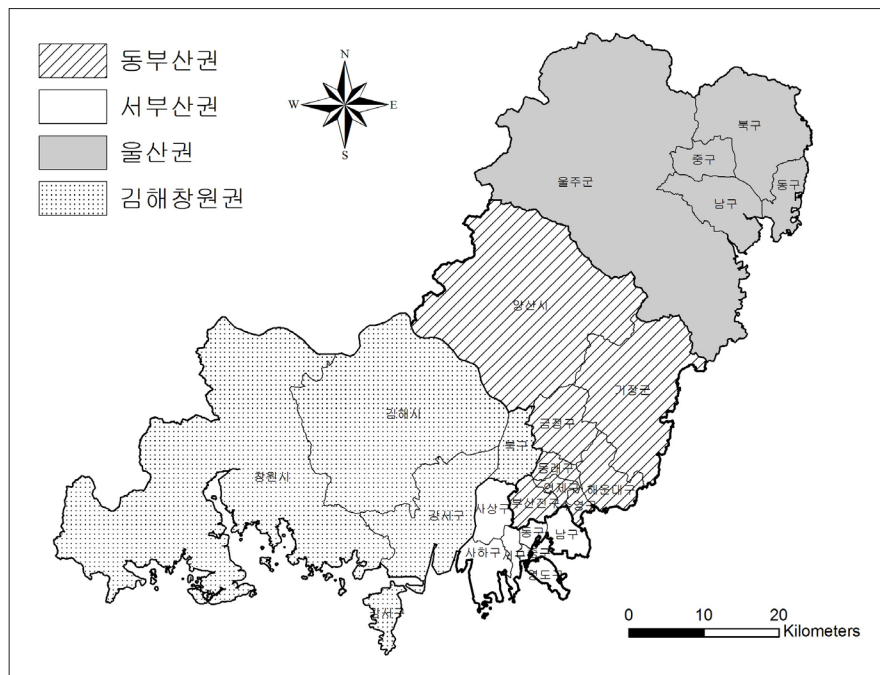 동부산권
서부산권
울산권
김해창원권
N
W
E
S
북구
중구
울주군
동구
남구
양산시
기장군
김해시
금정구
북구
동래구
창원시
연제구
해운대구
강서구
사상구
부산진구
수영구
동구
남구
사하구
서구
중구
영도구
강서구
0
10
20
Kilometers